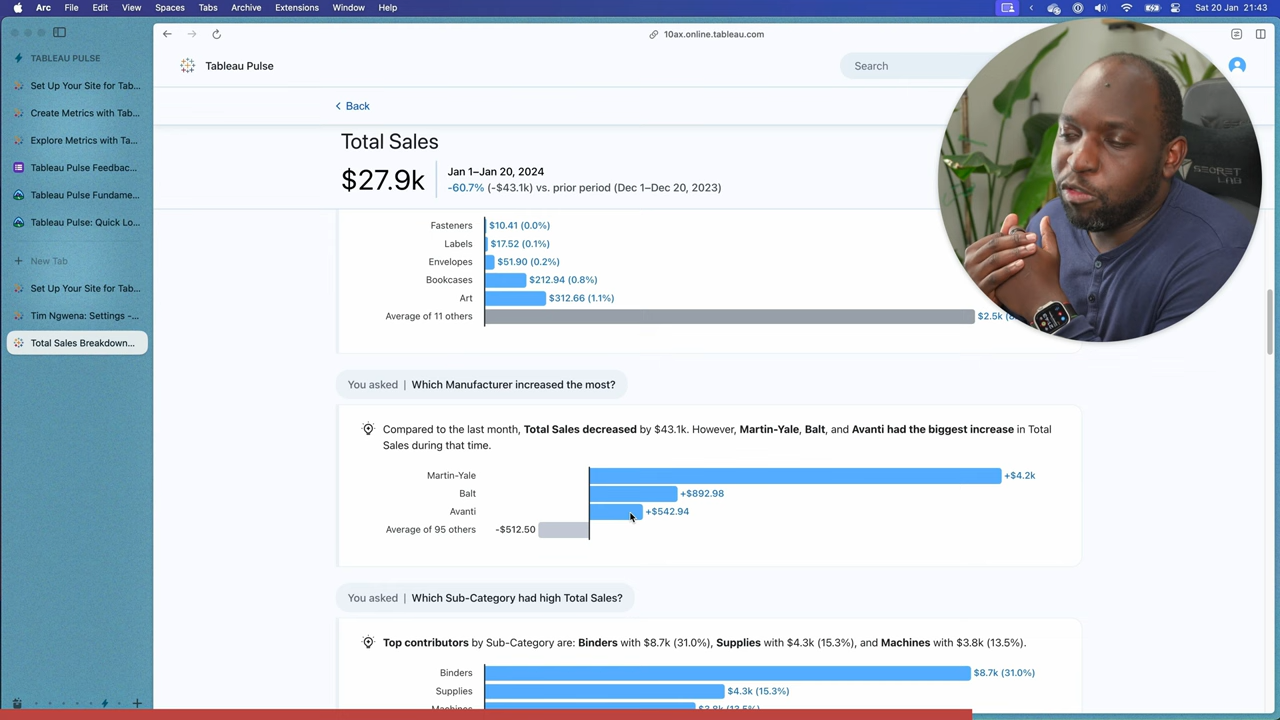 Arc File Edit View Spaces Tabs Archive Extensions Window Help
Sat 20 Jan 21:43
TABLEAU PULSE
Set Up Your Site for Tab...
Create Metrics with Tab...
Explore Metrics with Ta...
Tableau Pulse Feedbac...
Tableau Pulse Fundame...
Tableau Pulse: Quick Lo...
New Tab
Set Up Your Site for Tab...
Tim Ngwena: Settings -...
Total Sales Breakdown...
10ax.online.tableau.com
Tableau Pulse
Search
Back
Total Sales
$27.9k
Jan 1–Jan 20, 2024
-60.7% (-$43.1k) vs. prior period (Dec 1–Dec 20, 2023)
Fasteners $10.41 (0.0%)
Labels $17.52 (0.1%)
Envelopes $51.90 (0.2%)
Bookcases $212.94 (0.8%)
Art $312.66 (1.1%)
Average of 11 others $2.5k
You asked | Which Manufacturer increased the most?
Compared to the last month, Total Sales decreased by $43.1k. However, Martin-Yale, Balt, and Avanti had the biggest increase in Total
Sales during that time.
Martin-Yale +$4.2k
Balt +$892.98
Avanti +$542.94
Average of 95 others -$512.50
You asked | Which Sub-Category had high Total Sales?
Top contributors by Sub-Category are: Binders with $8.7k (31.0%), Supplies with $4.3k (15.3%), and Machines with $3.8k (13.5%).
Binders $8.7k (31.0%)
Supplies $4.3k (15.3%)
Machines $3.8k (13.5%)
SECRET
LAB